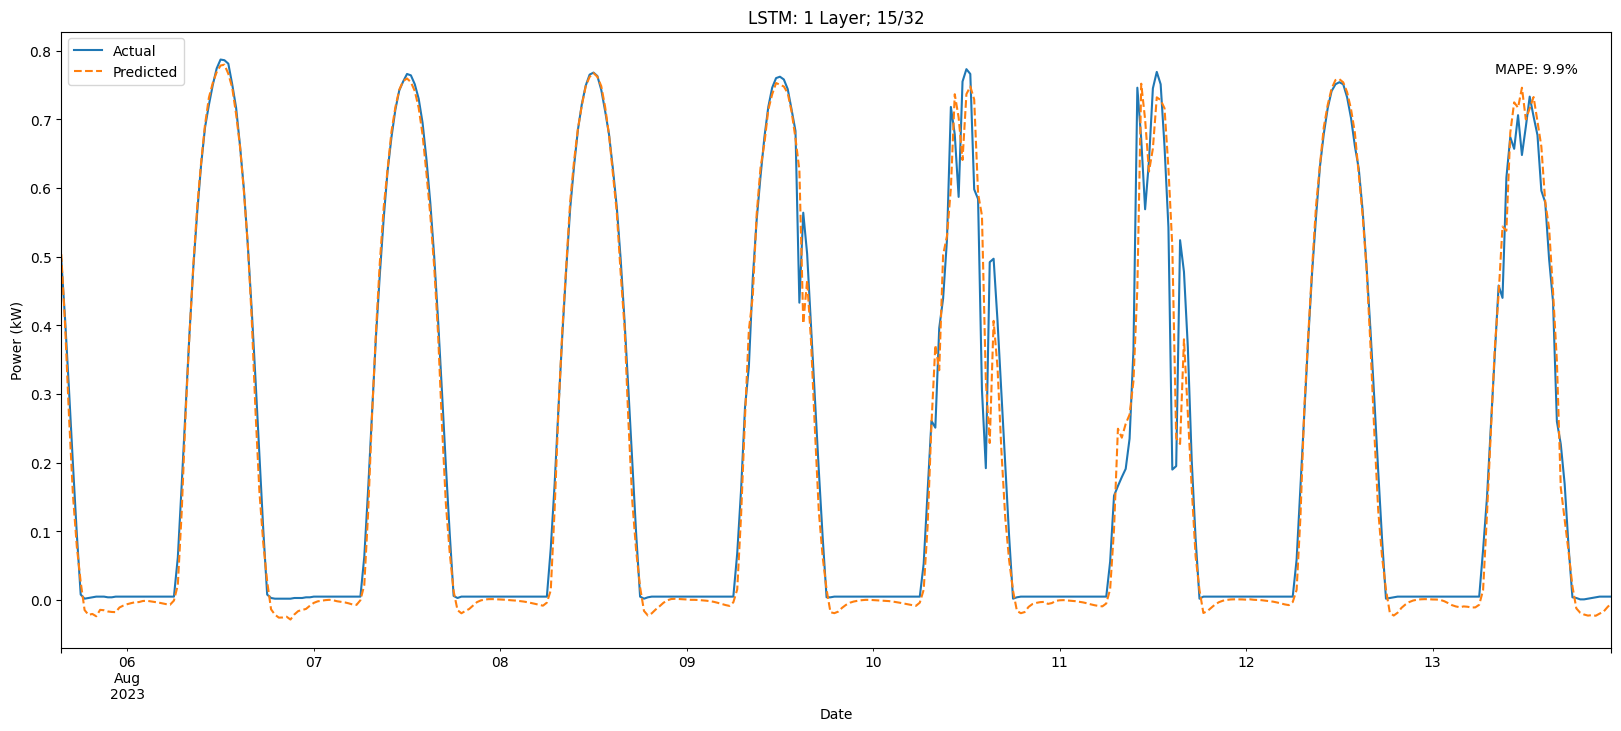 LSTM: 1 Layer; 15/32
Actual
Predicted
MAPE: 9.9%
Power (kW)
0.8
0.7
0.6
0.5
0.4
0.3
0.2
0.1
0.0
06 07 08 09 10 11 12 13
Aug
2023
Date